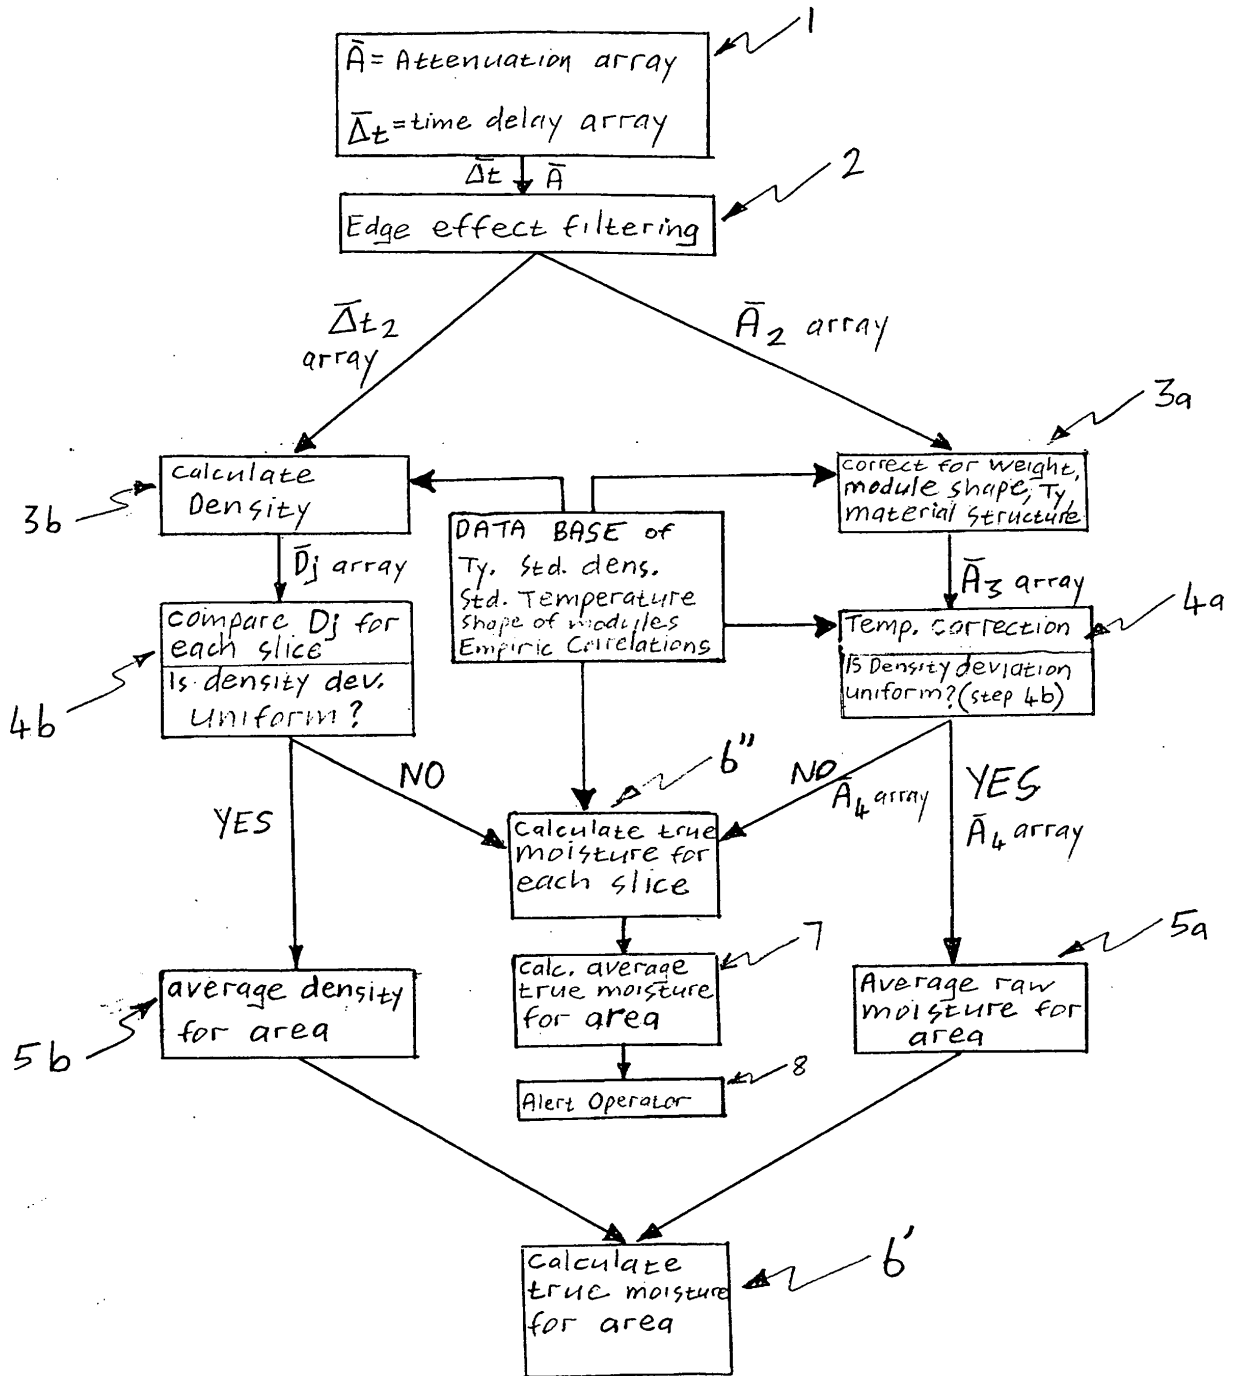 1
Ā = Attenuation array
Δ̄t = time delay array
Δ̄t Ā
2
Edge effect filtering
Δ̄t2
array
Ā2 array
3a
3b
Calculate
Density
Correct for weight,
module shape, Ty,
material structure
DATA BASE of
Ty. Std. dens.
Std. Temperature
Shape of modules
Empiric Correlations
D̄j array
Ā3 array
4a
4b
Compare Dj for
each slice
Is density dev.
uniform?
Temp. correction
Is Density deviation
uniform? (step 4b)
NO
YES
6"
NO
Ā4 array
YES
Ā4 array
Calculate true
moisture for
each slice
7
5a
5b
average density
for area
Calc. average
true moisture
for area
Average raw
moisture for
area
8
Alert Operator
6'
Calculate
true moisture
for area